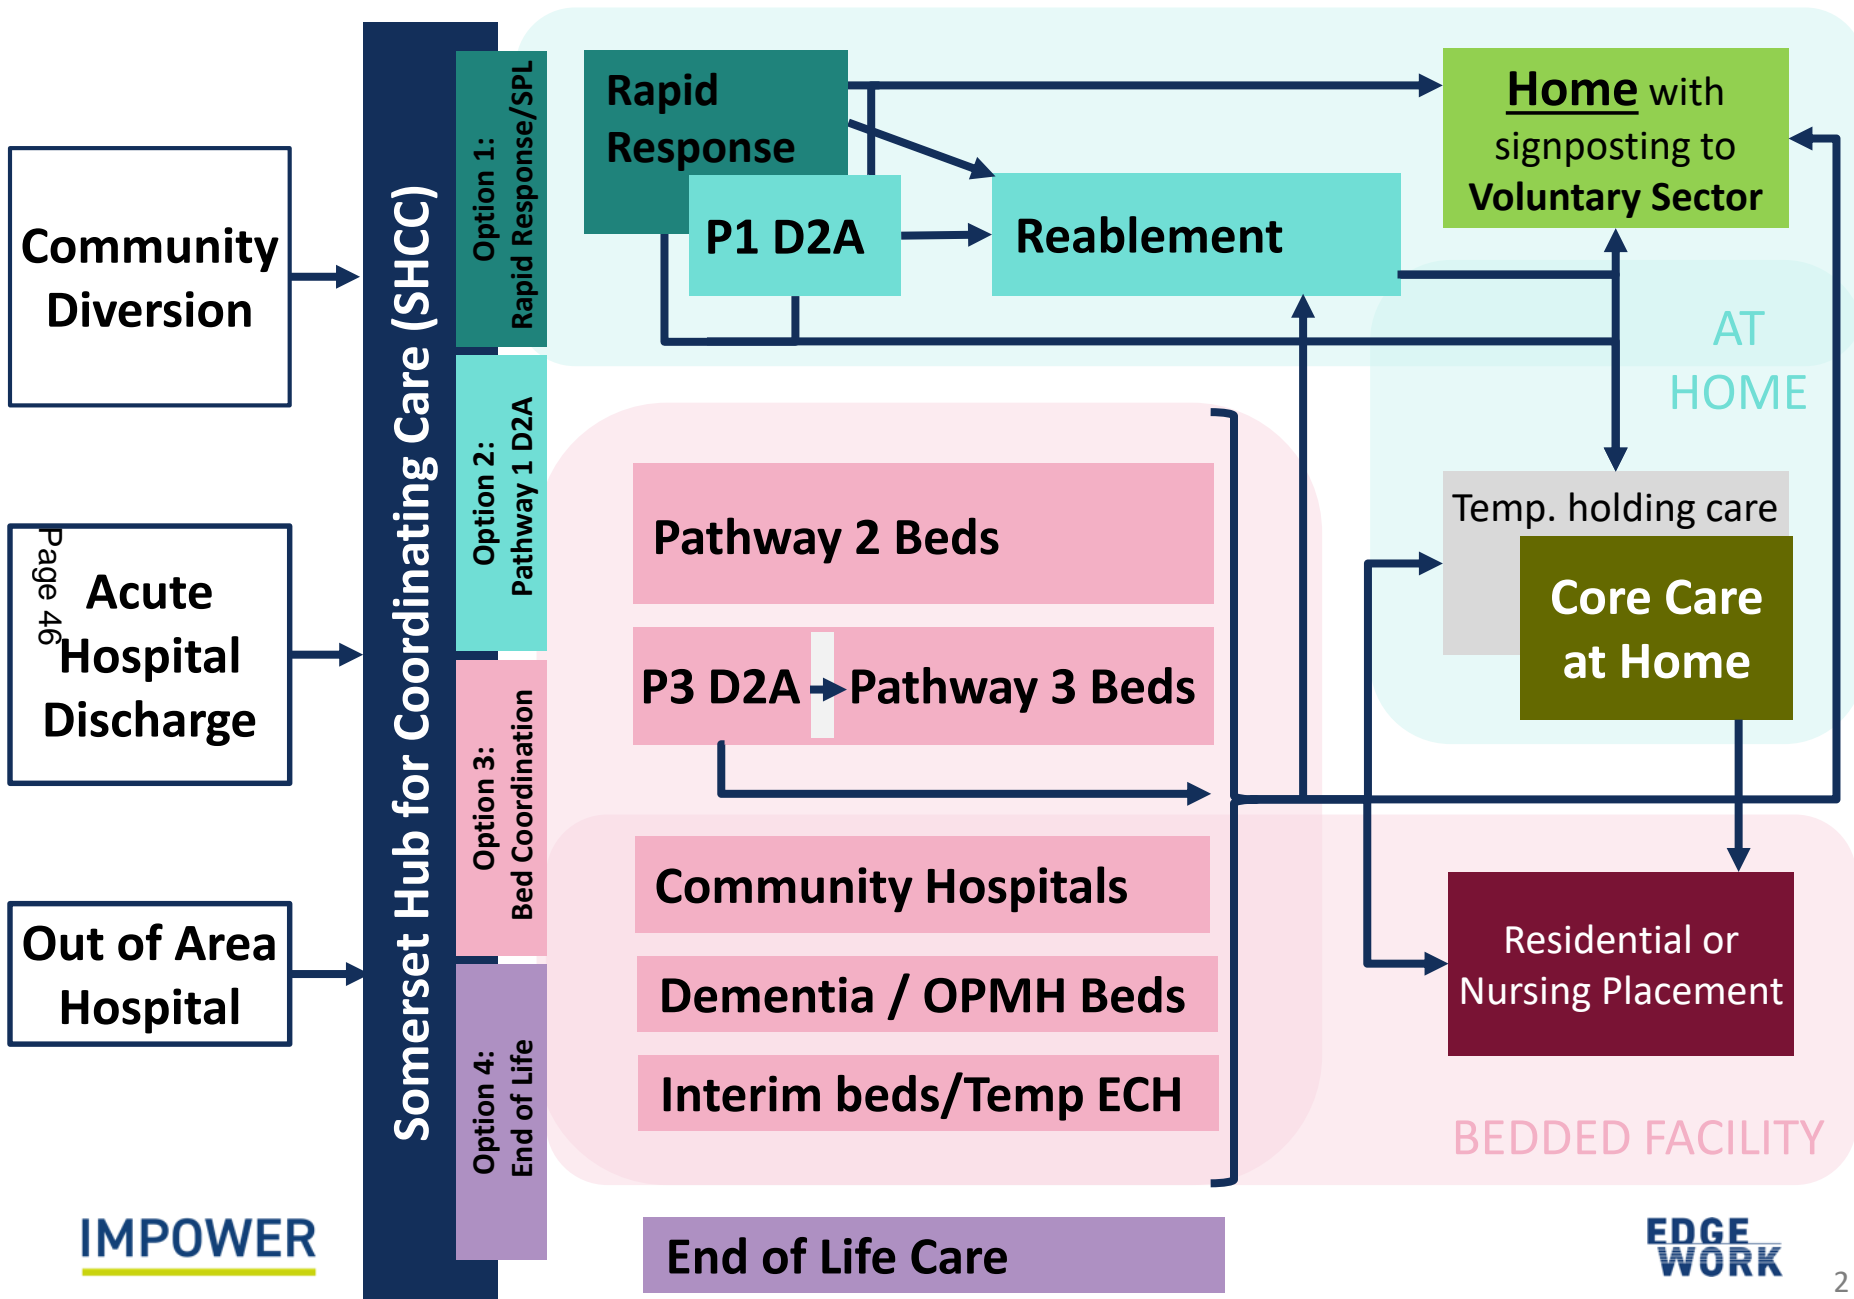 Community
Diversion
Page 46
Acute
Hospital
Discharge
Out of Area
Hospital
Somerset Hub for Coordinating Care (SHCC)
Option 1:
Rapid Response/SPL
Option 2:
Pathway 1 D2A
Option 3:
Bed Coordination
Option 4:
End of Life
Rapid
Response
P1 D2A
Reablement
Home with
signposting to
Voluntary Sector
AT
HOME
Pathway 2 Beds
P3 D2A
Pathway 3 Beds
Temp. holding care
Core Care
at Home
Community Hospitals
Dementia / OPMH Beds
Interim beds/Temp ECH
Residential or
Nursing Placement
BEDDED FACILITY
End of Life Care
IMPOWER
EDGE
WORK
2